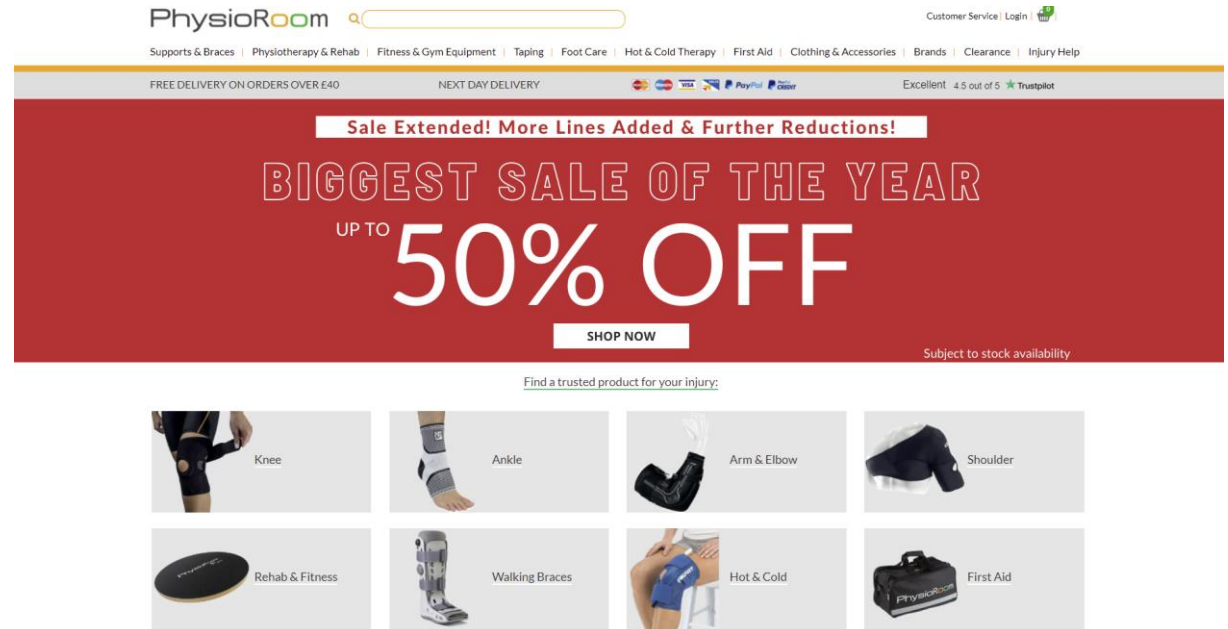 PhysioRoom
Customer Service | Login | 0
Supports & Braces | Physiotherapy & Rehab | Fitness & Gym Equipment | Taping | Foot Care | Hot & Cold Therapy | First Aid | Clothing & Accessories | Brands | Clearance | Injury Help
FREE DELIVERY ON ORDERS OVER £40 NEXT DAY DELIVERY VISA PayPal PayPal CREDIT Excellent 4.5 out of 5 Trustpilot
Sale Extended! More Lines Added & Further Reductions!
BIGGEST SALE OF THE YEAR
UP TO 50% OFF
SHOP NOW
Subject to stock availability
Find a trusted product for your injury:
Knee
Ankle
Arm & Elbow
Shoulder
Rehab & Fitness
Walking Braces
Hot & Cold
First Aid
PhysioRoom